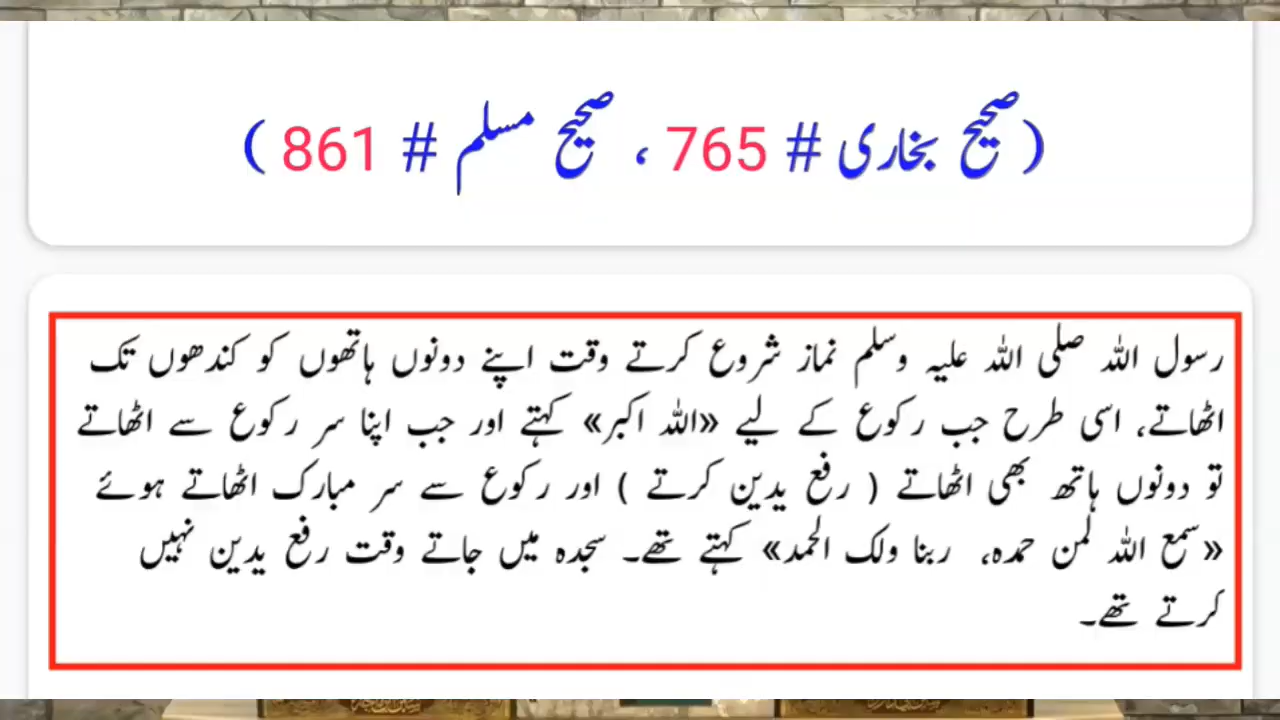 (صحیح بخاری # 765 ، صحیح مسلم # 861 )
رسول اللہ صلی اللہ علیہ وسلم نماز شروع کرتے وقت اپنے دونوں ہاتھوں کو کندھوں تک
اٹھاتے، اسی طرح جب رکوع کے لیے «اللہ اکبر» کہتے اور جب اپنا سر رکوع سے اٹھاتے
تو دونوں ہاتھ بھی اٹھاتے ( رفع یدین کرتے ) اور رکوع سے سر مبارک اٹھاتے ہوئے
«سمع اللہ لمن حمدہ، ربنا ولک الحمد» کہتے تھے۔ سجدہ میں جاتے وقت رفع یدین نہیں
کرتے تھے۔